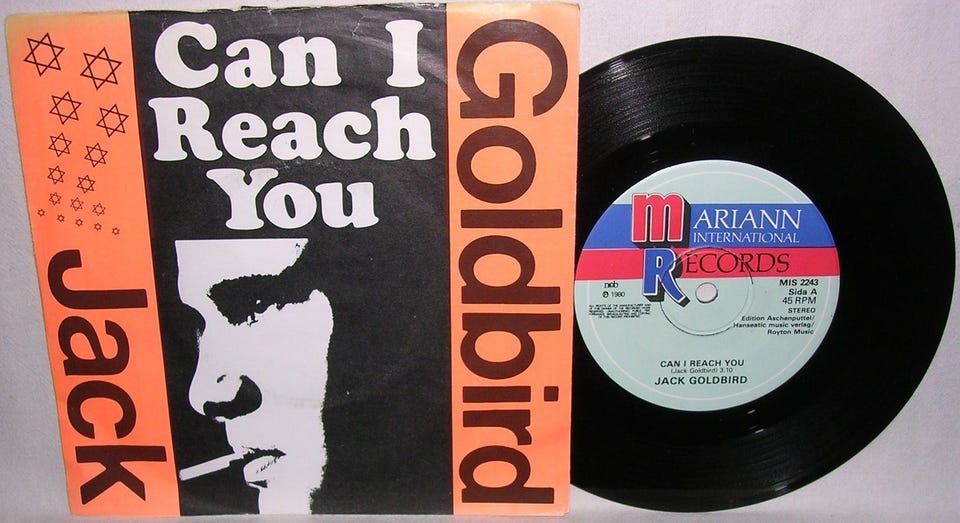 Can I
Reach
You
Jack
Goldbird
MARIANN
INTERNATIONAL
RECORDS
ncb
℗ 1980
MIS 2243
Sida A
45 RPM
STEREO
Edition Aschenputtel/
Hanseatic music verlag/
Royton Music
CAN I REACH YOU
(Jack Goldbird) 3.10
JACK GOLDBIRD